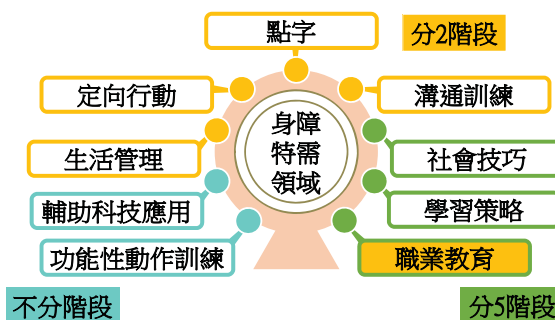 點字
分2階段
定向行動
溝通訓練
身障
特需
領域
生活管理
社會技巧
輔助科技應用
學習策略
功能性動作訓練
職業教育
不分階段
分5階段